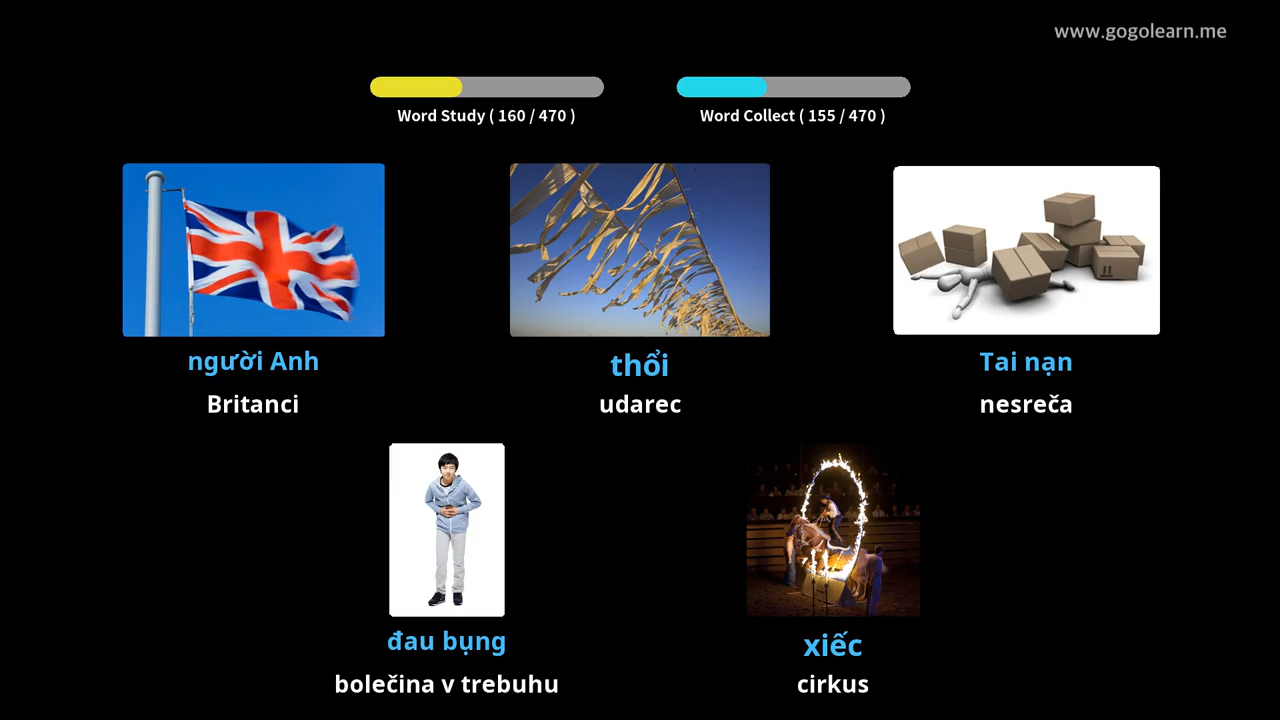 www.gogolearn.me
Word Study ( 160 / 470 )
Word Collect ( 155 / 470 )
người Anh
Britanci
thổi
udarec
Tai nạn
nesreča
đau bụng
bolečina v trebuhu
xiếc
cirkus